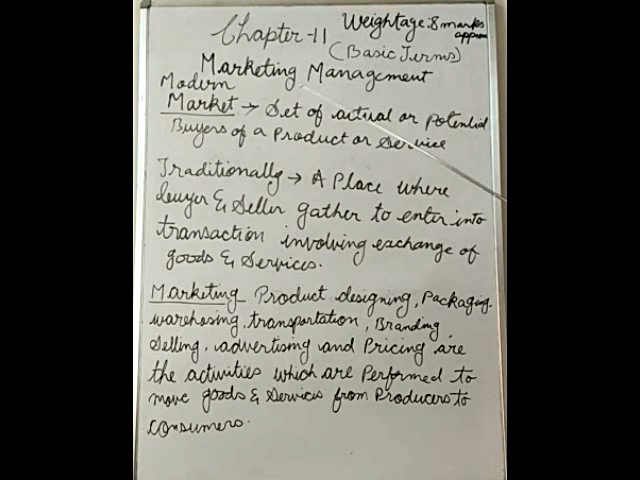 Chapter-11 Weightage: 8 marks
approx
(Basic Terms)
Marketing Management
Modern
Market → Set of actual or potential
Buyers of a Product or Service
Traditionally → A Place where
buyer & Seller gather to enter into
transaction involving exchange of
goods & Services.
Marketing Product designing, Packaging,
warehosing, transportation, Branding,
Selling, advertising and Pricing are
the activities which are Performed to
move goods & Services from Producers to
consumers.